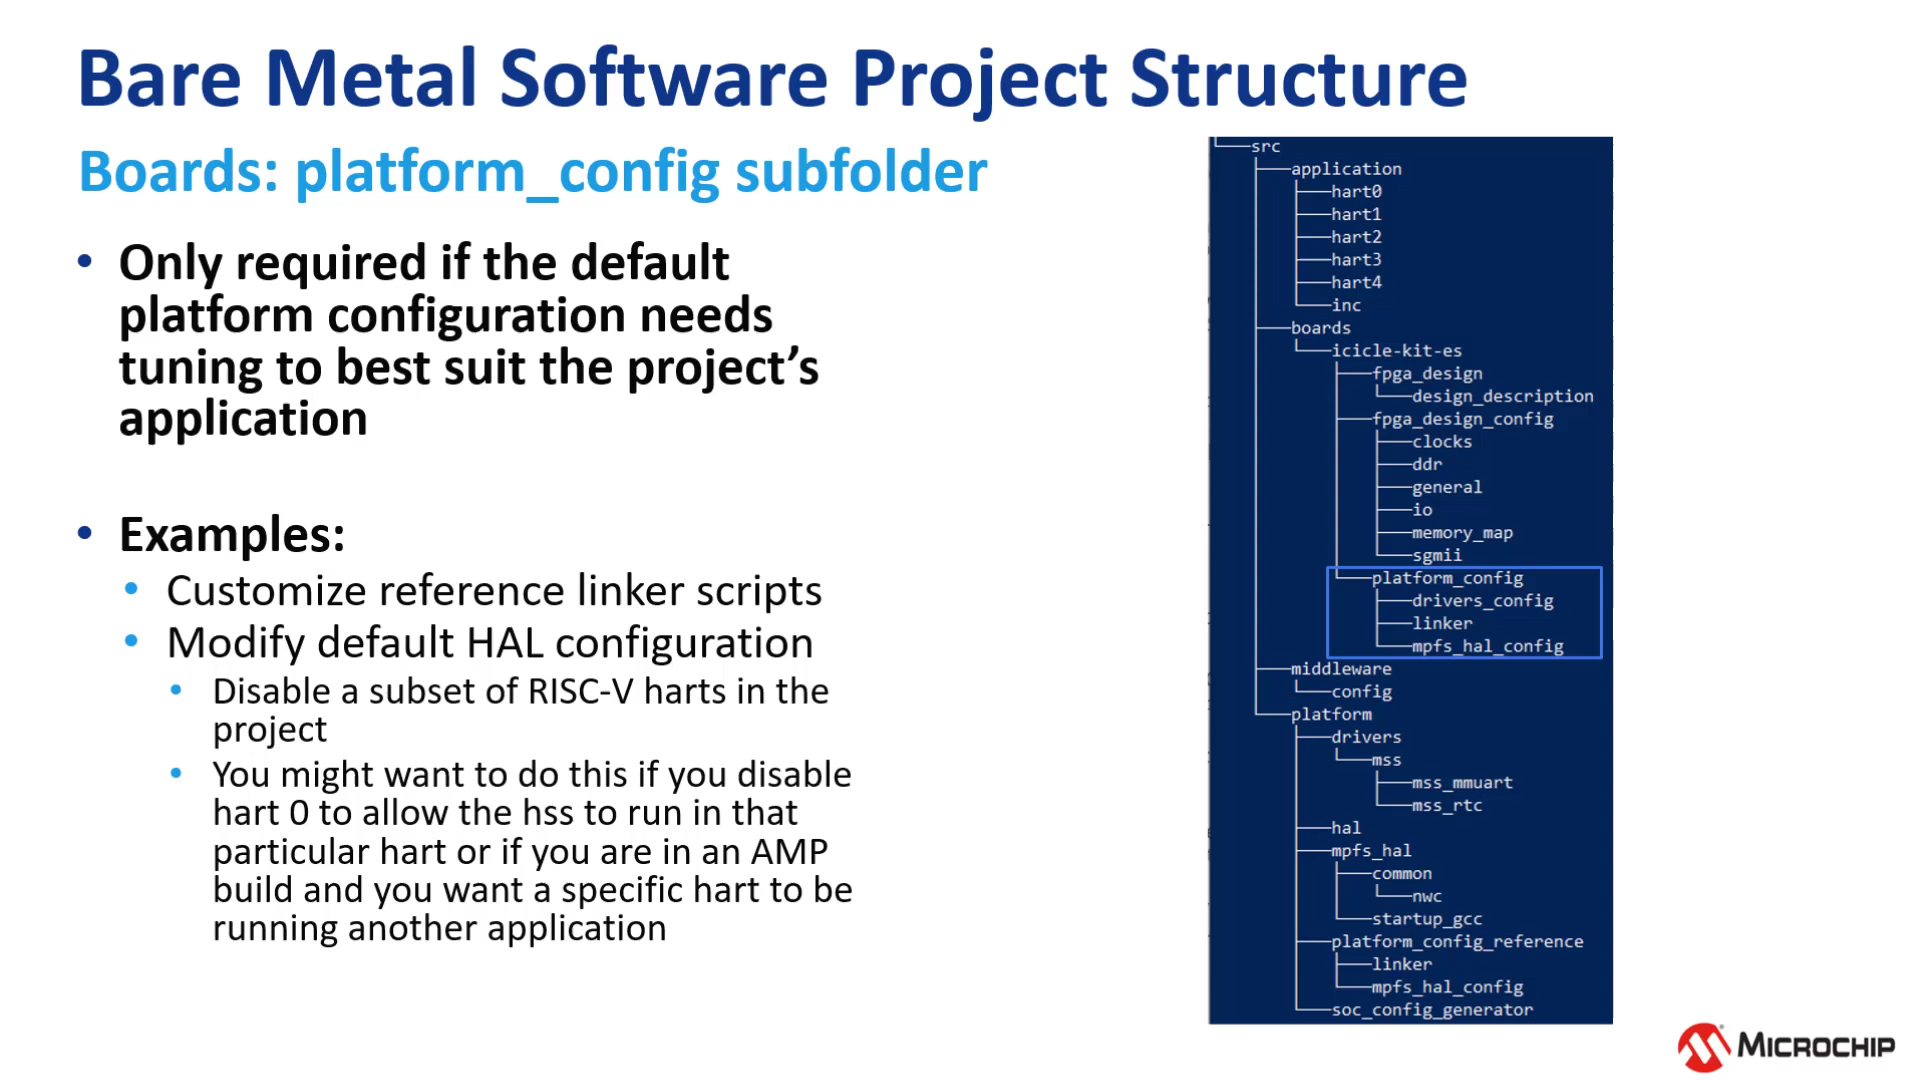 Bare Metal Software Project Structure
Boards: platform_config subfolder
• Only required if the default
platform configuration needs
tuning to best suit the project’s
application
• Examples:
• Customize reference linker scripts
• Modify default HAL configuration
• Disable a subset of RISC-V harts in the
project
• You might want to do this if you disable
hart 0 to allow the hss to run in that
particular hart or if you are in an AMP
build and you want a specific hart to be
running another application
src
application
hart0
hart1
hart2
hart3
hart4
inc
boards
icicle-kit-es
fpga_design
design_description
fpga_design_config
clocks
ddr
general
io
memory_map
sgmii
platform_config
drivers_config
linker
mpfs_hal_config
middleware
config
platform
drivers
mss
mss_mmuart
mss_rtc
hal
mpfs_hal
common
nwc
startup_gcc
platform_config_reference
linker
mpfs_hal_config
soc_config_generator
MICROCHIP